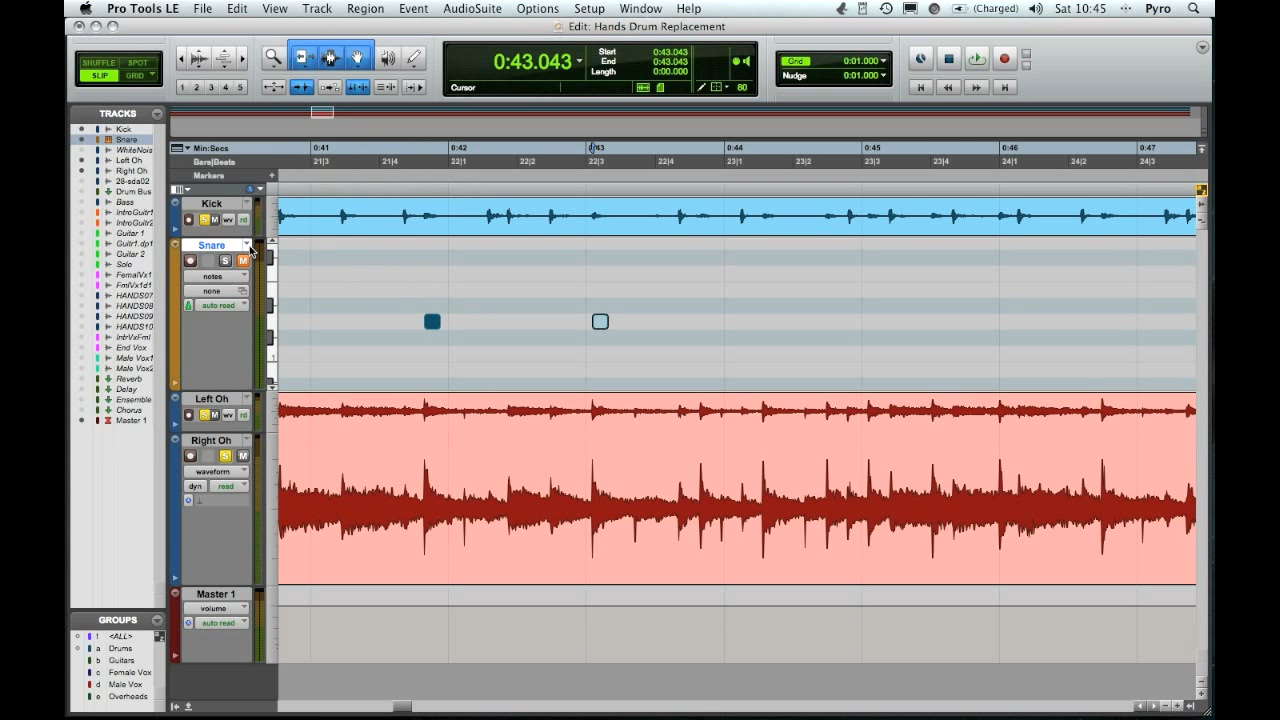 Pro Tools LE File Edit View Track Region Event AudioSuite Options Setup Window Help (Charged) Sat 10:45 Pyro
Edit: Hands Drum Replacement
SHUFFLE SPOT
SLIP GRID
1 2 3 4 5
0:43.043
Start 0:43.043
End 0:43.043
Length 0:00.000
Cursor
80
Grid 0:01.000
Nudge 0:01.000
TRACKS
Kick
Snare
WhiteNois
Left Oh
Right Oh
28-sda02
Drum Bus
Bass
IntroGuitr1
IntroGuitr2
Guitar 1
Guitr1.dp1
Guitar 2
Solo
FemalVx1
FmlVx1d1
HANDS07
HANDS08
HANDS09
HANDS10
IntrVxFml
End Vox
Male Vox1
Male Vox2
Reverb
Delay
Ensemble
Chorus
Master 1
GROUPS
! <ALL>
a Drums
b Guitars
c Female Vox
d Male Vox
e Overheads
Min:Secs 0:41 0:42 0:43 0:44 0:45 0:46 0:47
Bars|Beats 21|3 21|4 22|1 22|2 22|3 22|4 23|1 23|2 23|3 23|4 24|1 24|2 24|3
Markers
Kick
S M wv rd
Snare
S M
notes
none
auto read
1
Left Oh
S M wv rd
Right Oh
S M
waveform
dyn read
Master 1
volume
auto read